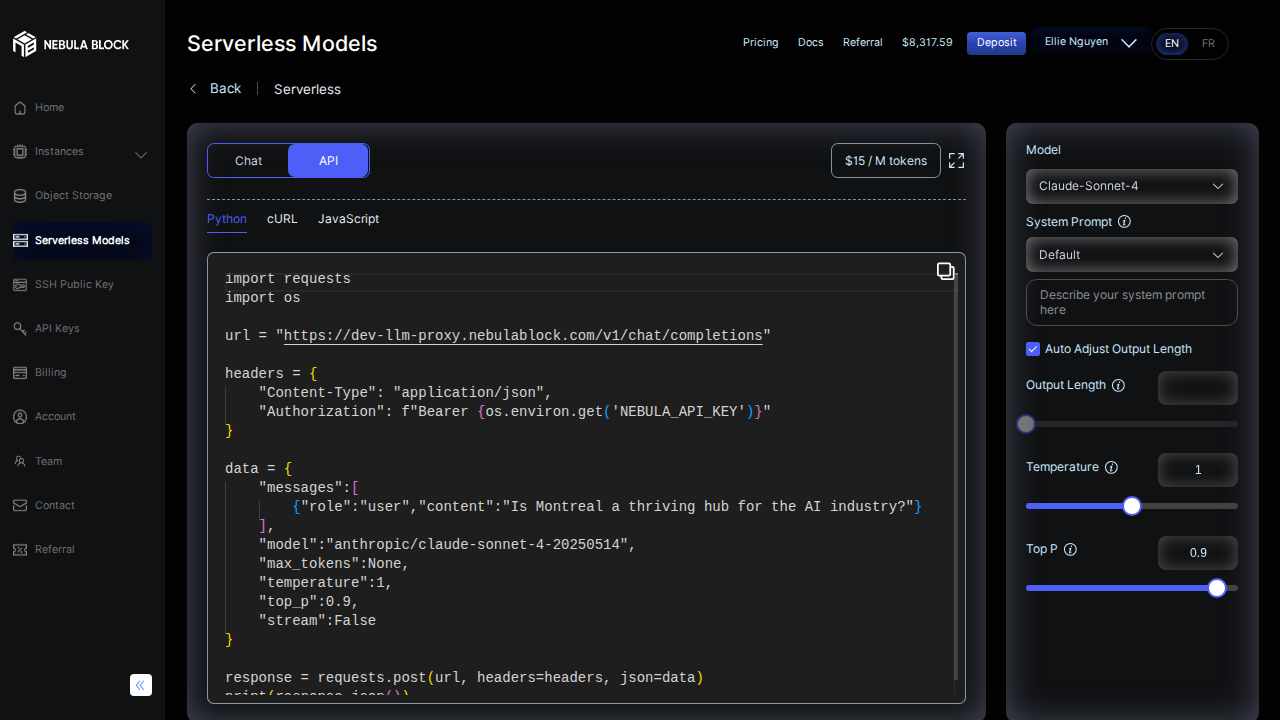 NEBULA BLOCK
Home
Instances
Object Storage
Serverless Models
SSH Public Key
API Keys
Billing
Account
Team
Contact
Referral
Serverless Models
Pricing
Docs
Referral
$8,317.59
Deposit
Ellie Nguyen
EN
FR
Back
Serverless
Chat
API
$15 / M tokens
Python
cURL
JavaScript
import requests
import os
url = "https://dev-llm-proxy.nebulablock.com/v1/chat/completions"
headers = {
    "Content-Type": "application/json",
    "Authorization": f"Bearer {os.environ.get('NEBULA_API_KEY')}"
}
data = {
    "messages":[
        {"role":"user","content":"Is Montreal a thriving hub for the AI industry?"}
    ],
    "model":"anthropic/claude-sonnet-4-20250514",
    "max_tokens":None,
    "temperature":1,
    "top_p":0.9,
    "stream":False
}
response = requests.post(url, headers=headers, json=data)
print(response.json())
Model
Claude-Sonnet-4
System Prompt
Default
Describe your system prompt
here
Auto Adjust Output Length
Output Length
Temperature
1
Top P
0.9